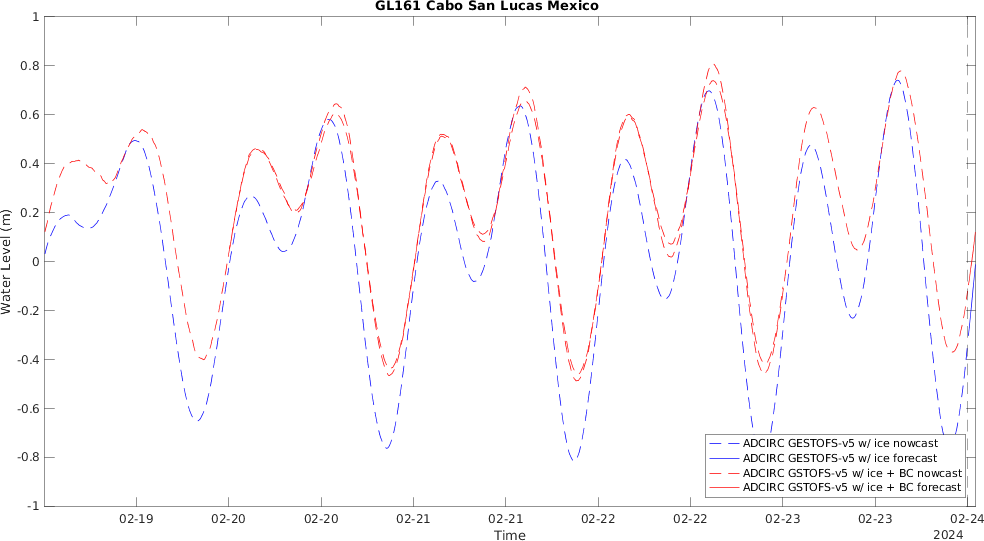 GL161 Cabo San Lucas Mexico
1
0.8
0.6
0.4
0.2
0
-0.2
-0.4
-0.6
-0.8
-1
Water Level (m)
ADCIRC GESTOFS-v5 w/ ice nowcast
ADCIRC GESTOFS-v5 w/ ice forecast
ADCIRC GSTOFS-v5 w/ ice + BC nowcast
ADCIRC GSTOFS-v5 w/ ice + BC forecast
02-19 02-20 02-20 02-21 02-21 02-22 02-22 02-23 02-23 02-24
Time
2024